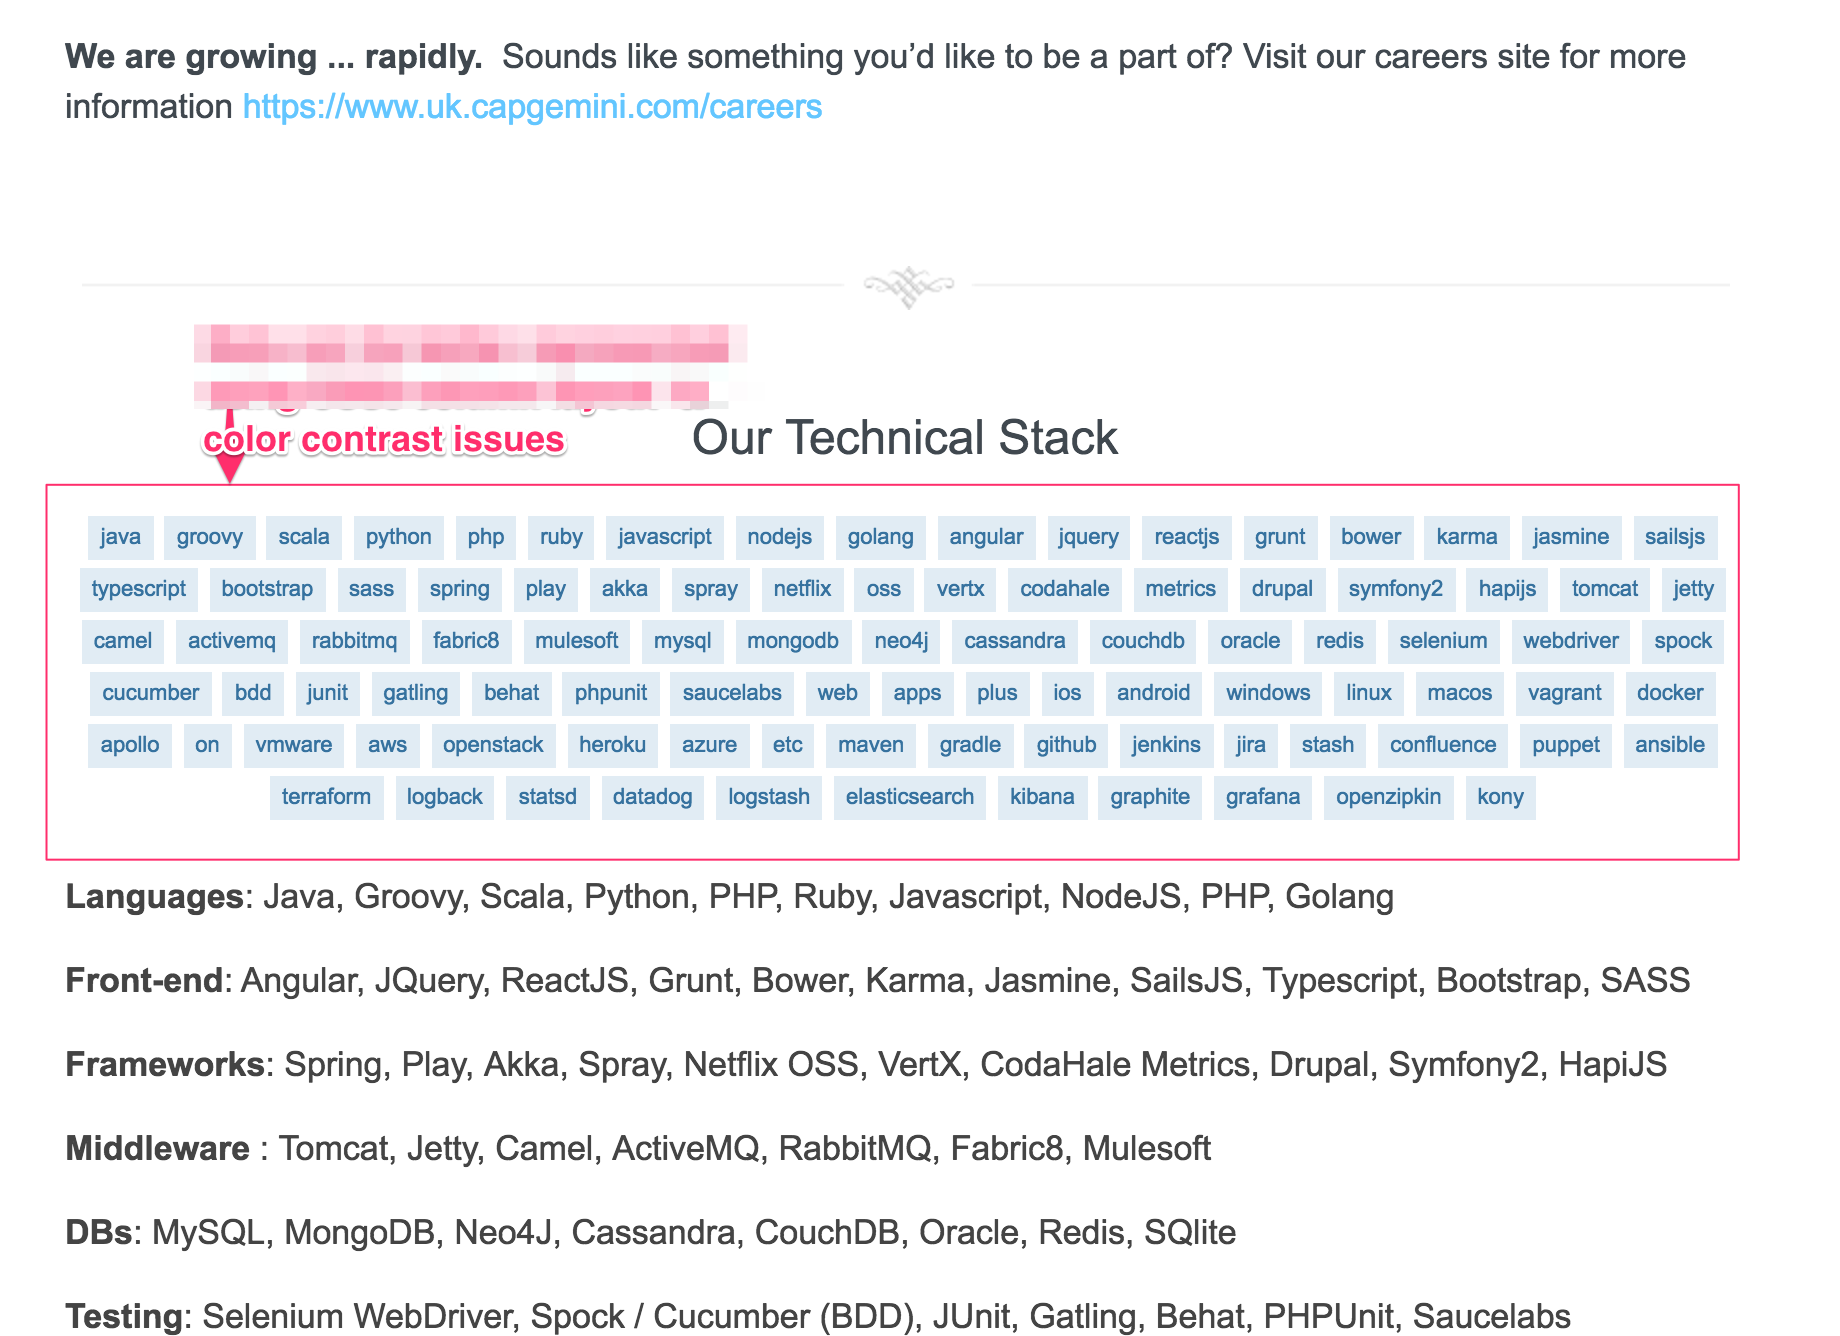 We are growing ... rapidly.  Sounds like something you’d like to be a part of? Visit our careers site for more
information https://www.uk.capgemini.com/careers
color contrast issues
Our Technical Stack
java groovy scala python php ruby javascript nodejs golang angular jquery reactjs grunt bower karma jasmine sailsjs
typescript bootstrap sass spring play akka spray netflix oss vertx codahale metrics drupal symfony2 hapijs tomcat jetty
camel activemq rabbitmq fabric8 mulesoft mysql mongodb neo4j cassandra couchdb oracle redis selenium webdriver spock
cucumber bdd junit gatling behat phpunit saucelabs web apps plus ios android windows linux macos vagrant docker
apollo on vmware aws openstack heroku azure etc maven gradle github jenkins jira stash confluence puppet ansible
terraform logback statsd datadog logstash elasticsearch kibana graphite grafana openzipkin kony
Languages: Java, Groovy, Scala, Python, PHP, Ruby, Javascript, NodeJS, PHP, Golang
Front-end: Angular, JQuery, ReactJS, Grunt, Bower, Karma, Jasmine, SailsJS, Typescript, Bootstrap, SASS
Frameworks: Spring, Play, Akka, Spray, Netflix OSS, VertX, CodaHale Metrics, Drupal, Symfony2, HapiJS
Middleware : Tomcat, Jetty, Camel, ActiveMQ, RabbitMQ, Fabric8, Mulesoft
DBs: MySQL, MongoDB, Neo4J, Cassandra, CouchDB, Oracle, Redis, SQlite
Testing: Selenium WebDriver, Spock / Cucumber (BDD), JUnit, Gatling, Behat, PHPUnit, Saucelabs